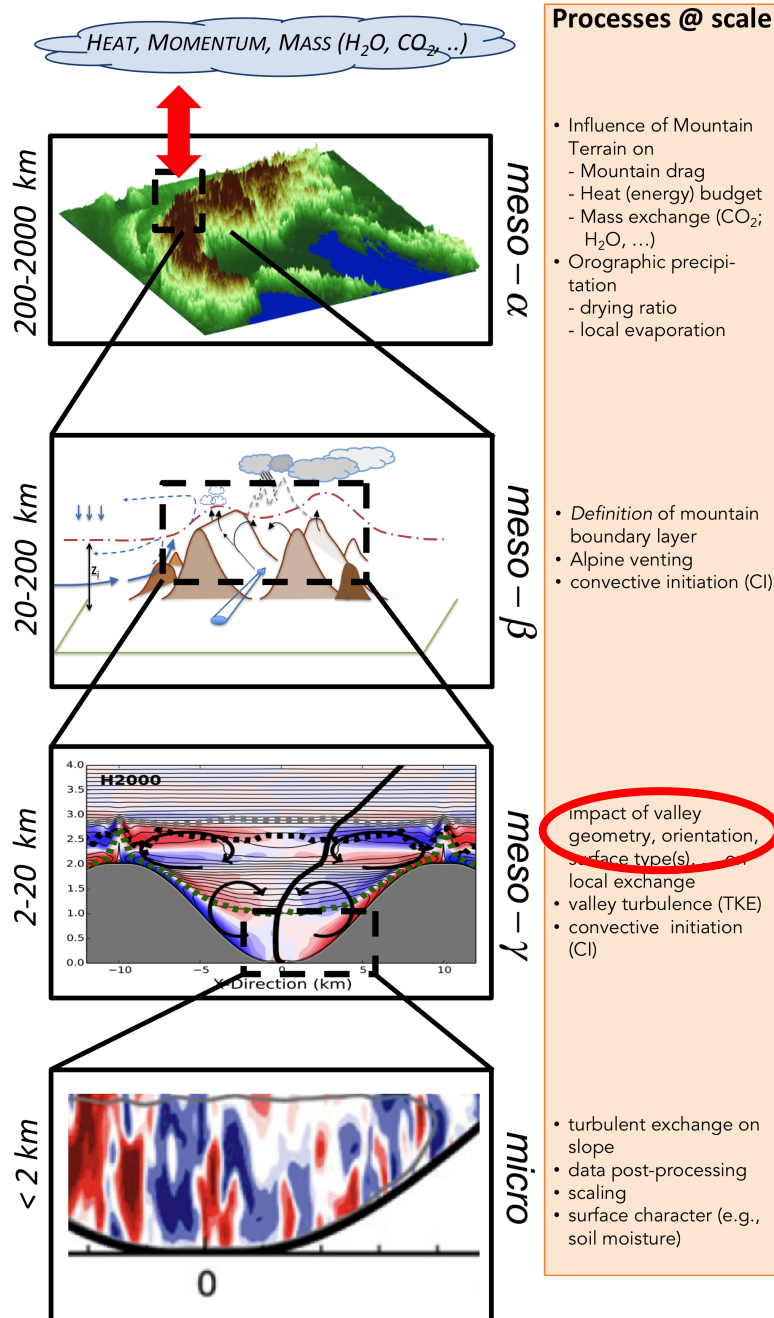 HEAT, MOMENTUM, MASS (H₂O, CO₂, ..)
Processes @ scale
200-2000 km
meso – α
• Influence of Mountain
Terrain on
- Mountain drag
- Heat (energy) budget
- Mass exchange (CO₂;
H₂O, …)
• Orographic precipi-
tation
- drying ratio
- local evaporation
20-200 km
zᵢ
meso – β
• Definition of mountain
boundary layer
• Alpine venting
• convective initiation (CI)
2-20 km
H2000
4.0
3.5
3.0
2.5
2.0
1.5
1.0
0.5
0.0
−10
−5
0
5
10
X-Direction (km)
meso – γ
impact of valley
geometry, orientation,
surface type(s), … on
local exchange
• valley turbulence (TKE)
• convective initiation
(CI)
< 2 km
0
micro
• turbulent exchange on
slope
• data post-processing
• scaling
• surface character (e.g.,
soil moisture)